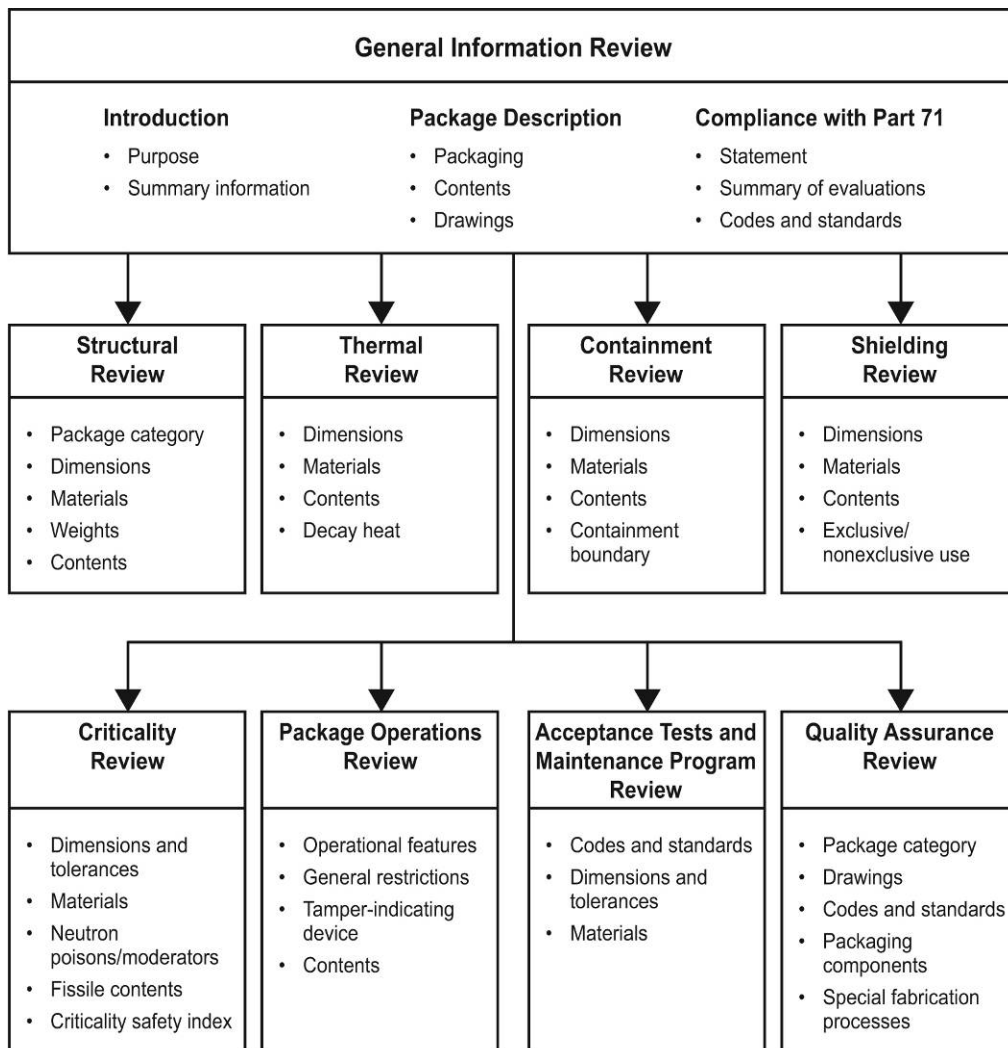 General Information Review
Introduction
• Purpose
• Summary information
Package Description
• Packaging
• Contents
• Drawings
Compliance with Part 71
• Statement
• Summary of evaluations
• Codes and standards
Structural
Review
• Package category
• Dimensions
• Materials
• Weights
• Contents
Thermal
Review
• Dimensions
• Materials
• Contents
• Decay heat
Containment
Review
• Dimensions
• Materials
• Contents
• Containment
boundary
Shielding
Review
• Dimensions
• Materials
• Contents
• Exclusive/
nonexclusive use
Criticality
Review
• Dimensions and
tolerances
• Materials
• Neutron
poisons/moderators
• Fissile contents
• Criticality safety index
Package Operations
Review
• Operational features
• General restrictions
• Tamper-indicating
device
• Contents
Acceptance Tests and
Maintenance Program
Review
• Codes and standards
• Dimensions and
tolerances
• Materials
Quality Assurance
Review
• Package category
• Drawings
• Codes and standards
• Packaging
components
• Special fabrication
processes